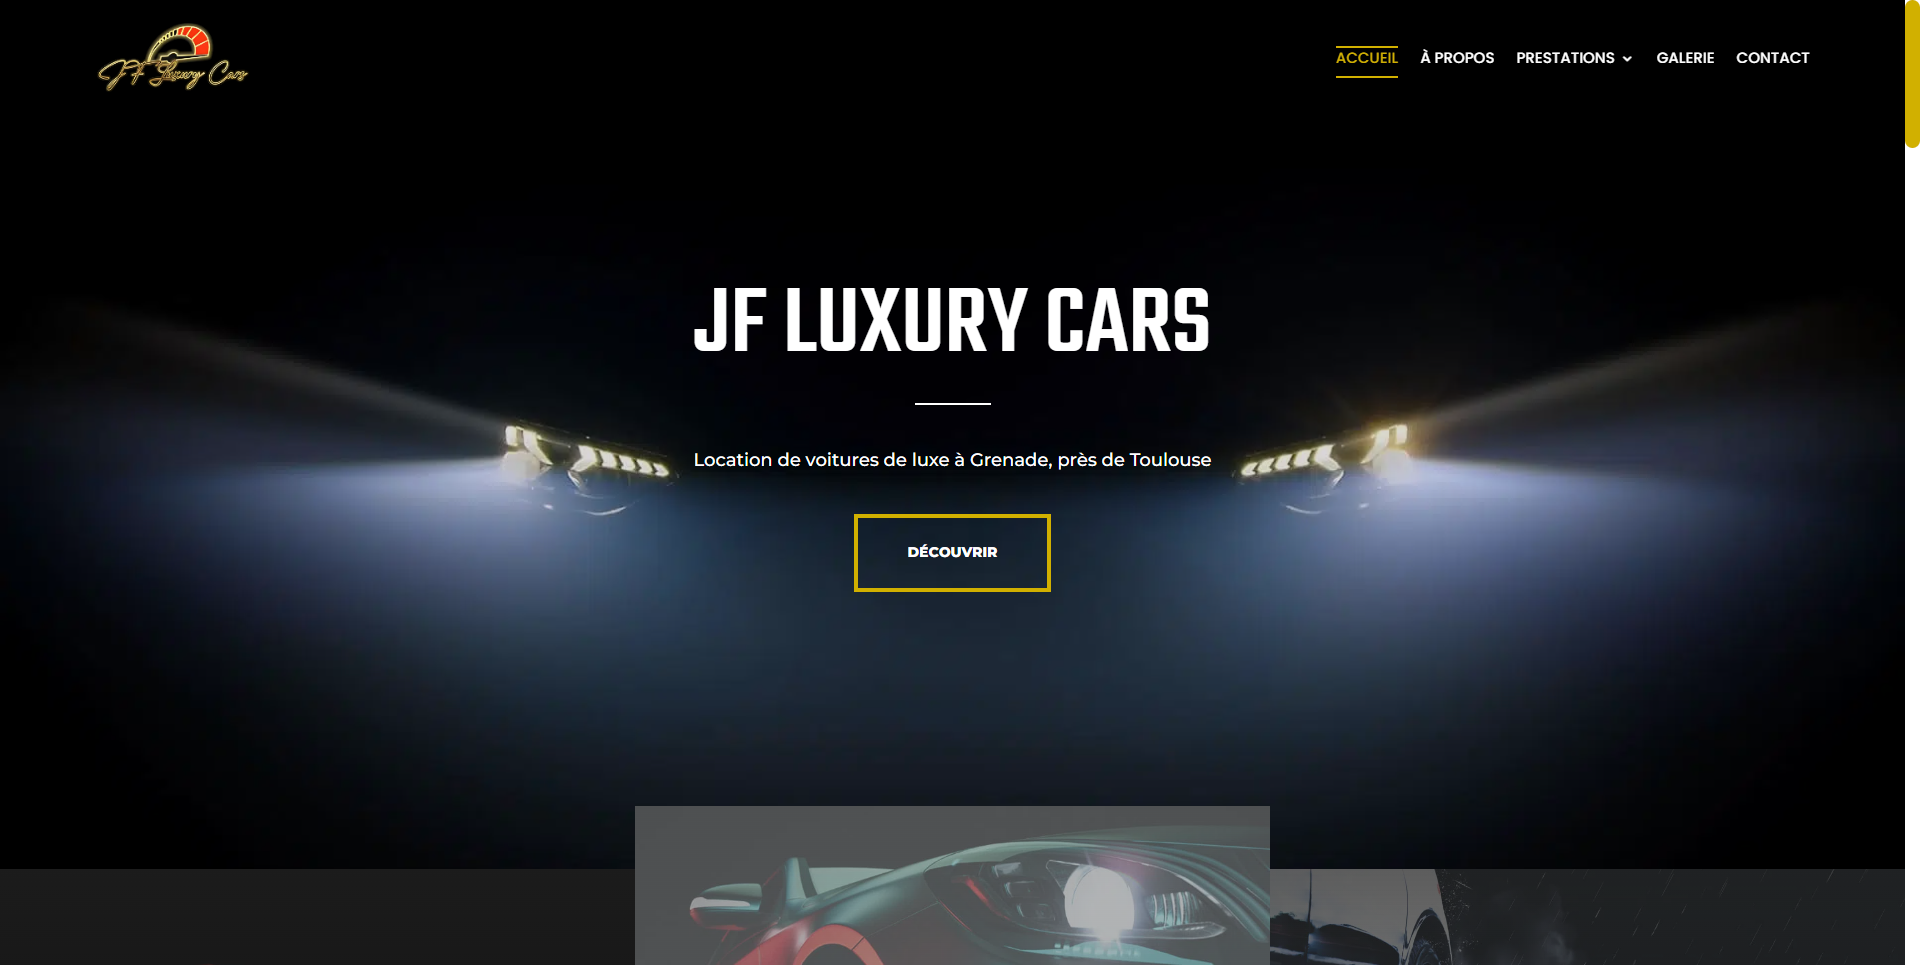 JF Luxury Cars
ACCUEIL
À PROPOS
PRESTATIONS
GALERIE
CONTACT
JF LUXURY CARS
Location de voitures de luxe à Grenade, près de Toulouse
DÉCOUVRIR